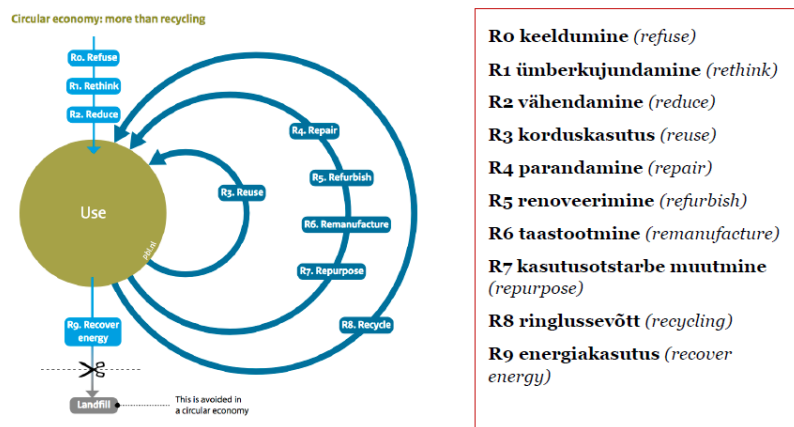 Circular economy: more than recycling
R0. Refuse
R1. Rethink
R2. Reduce
R4. Repair
R5. Refurbish
R3. Reuse
Use
R6. Remanufacture
pbl.nl
R7. Repurpose
R8. Recycle
R9. Recover
energy
Landfill
This is avoided in
a circular economy
R0 keeldumine (refuse)
R1 ümberkujundamine (rethink)
R2 vähendamine (reduce)
R3 korduskasutus (reuse)
R4 parandamine (repair)
R5 renoveerimine (refurbish)
R6 taastootmine (remanufacture)
R7 kasutusotstarbe muutmine
(repurpose)
R8 ringlussevõtt (recycling)
R9 energiakasutus (recover
energy)